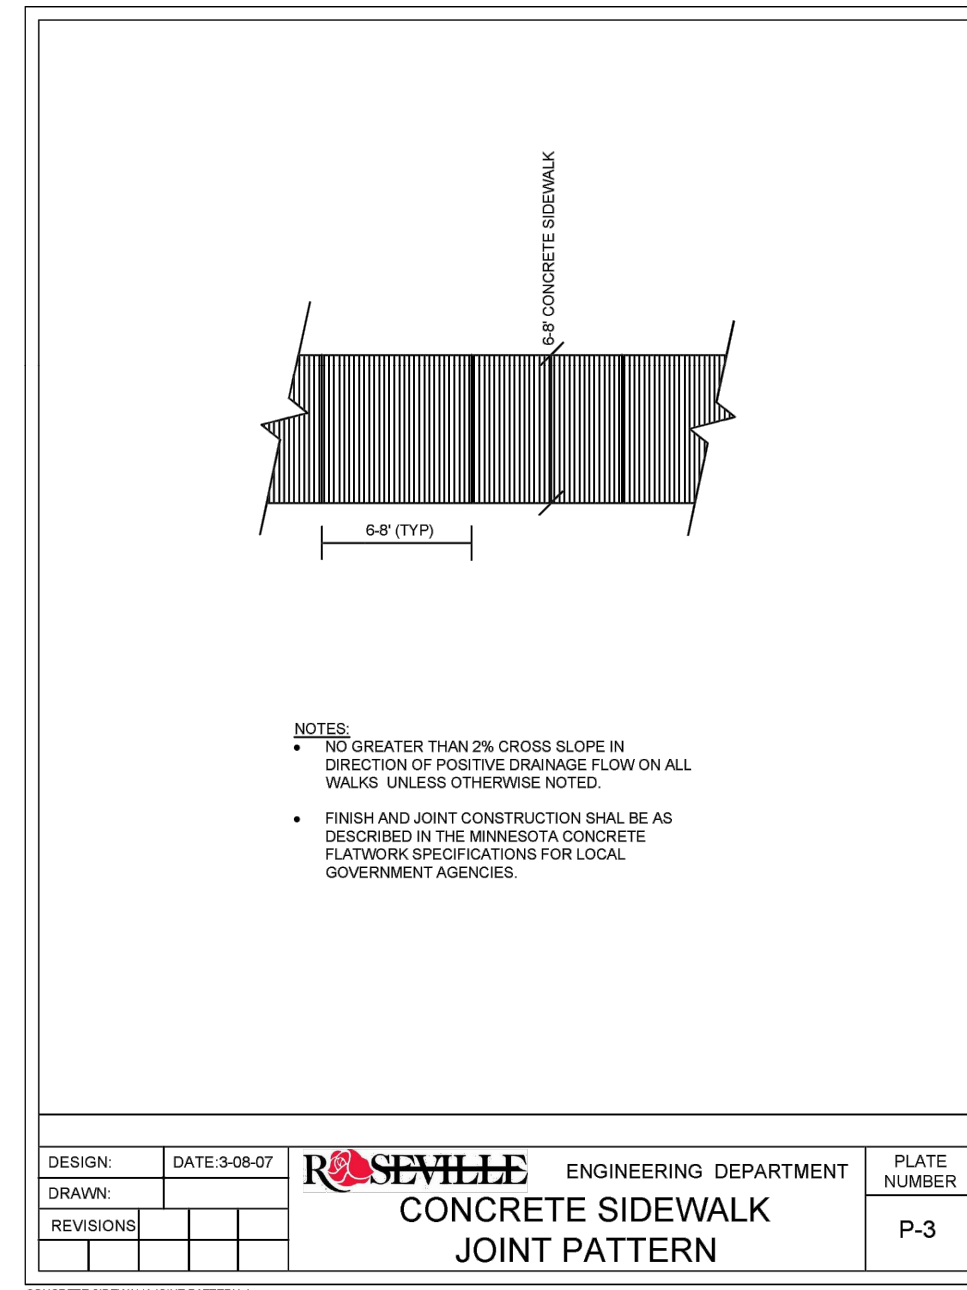 6-8' CONCRETE SIDEWALK
6-8' (TYP)
NOTES:
• NO GREATER THAN 2% CROSS SLOPE IN
DIRECTION OF POSITIVE DRAINAGE FLOW ON ALL
WALKS UNLESS OTHERWISE NOTED.
• FINISH AND JOINT CONSTRUCTION SHAL BE AS
DESCRIBED IN THE MINNESOTA CONCRETE
FLATWORK SPECIFICATIONS FOR LOCAL
GOVERNMENT AGENCIES.
DESIGN:
DATE:3-08-07
DRAWN:
REVISIONS
ROSEVILLE
ENGINEERING DEPARTMENT
CONCRETE SIDEWALK
JOINT PATTERN
PLATE
NUMBER
P-3